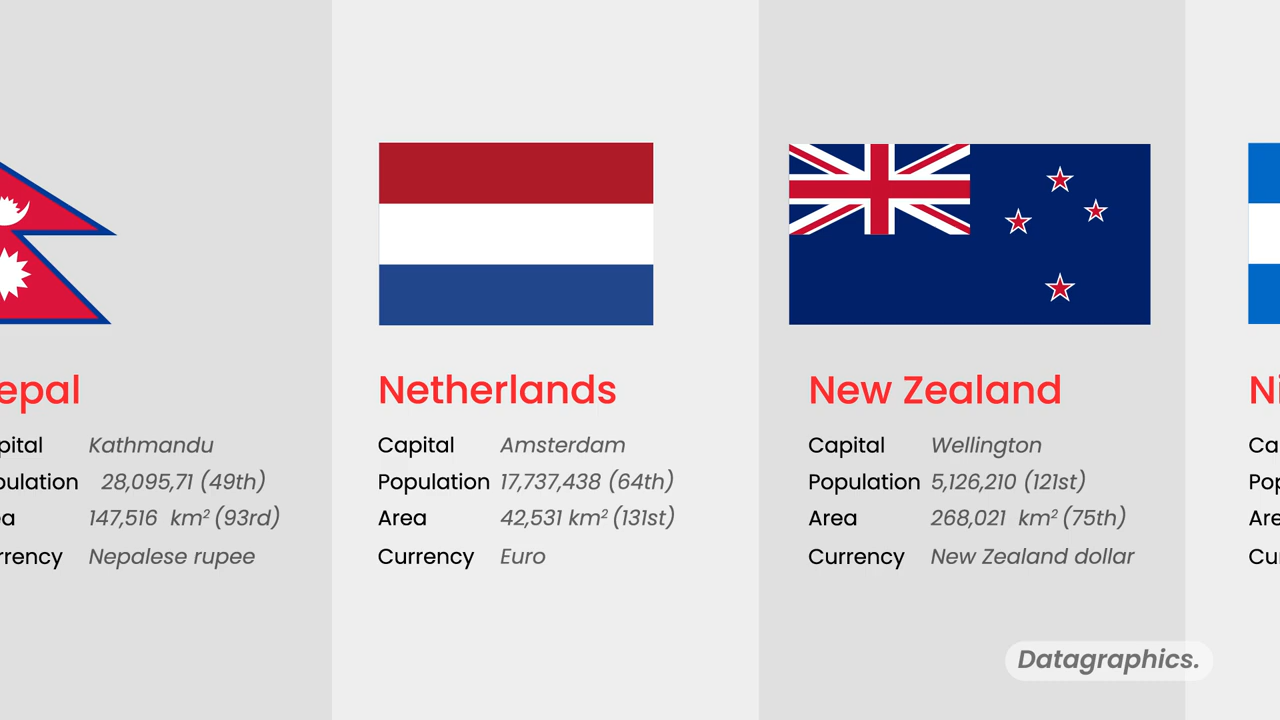 epal
pital Kathmandu
pulation 28,095,71 (49th)
a 147,516 km² (93rd)
rrency Nepalese rupee
Netherlands
Capital Amsterdam
Population 17,737,438 (64th)
Area 42,531 km² (131st)
Currency Euro
New Zealand
Capital Wellington
Population 5,126,210 (121st)
Area 268,021 km² (75th)
Currency New Zealand dollar
Ni
Ca
Pop
Are
Cu
Datagraphics.